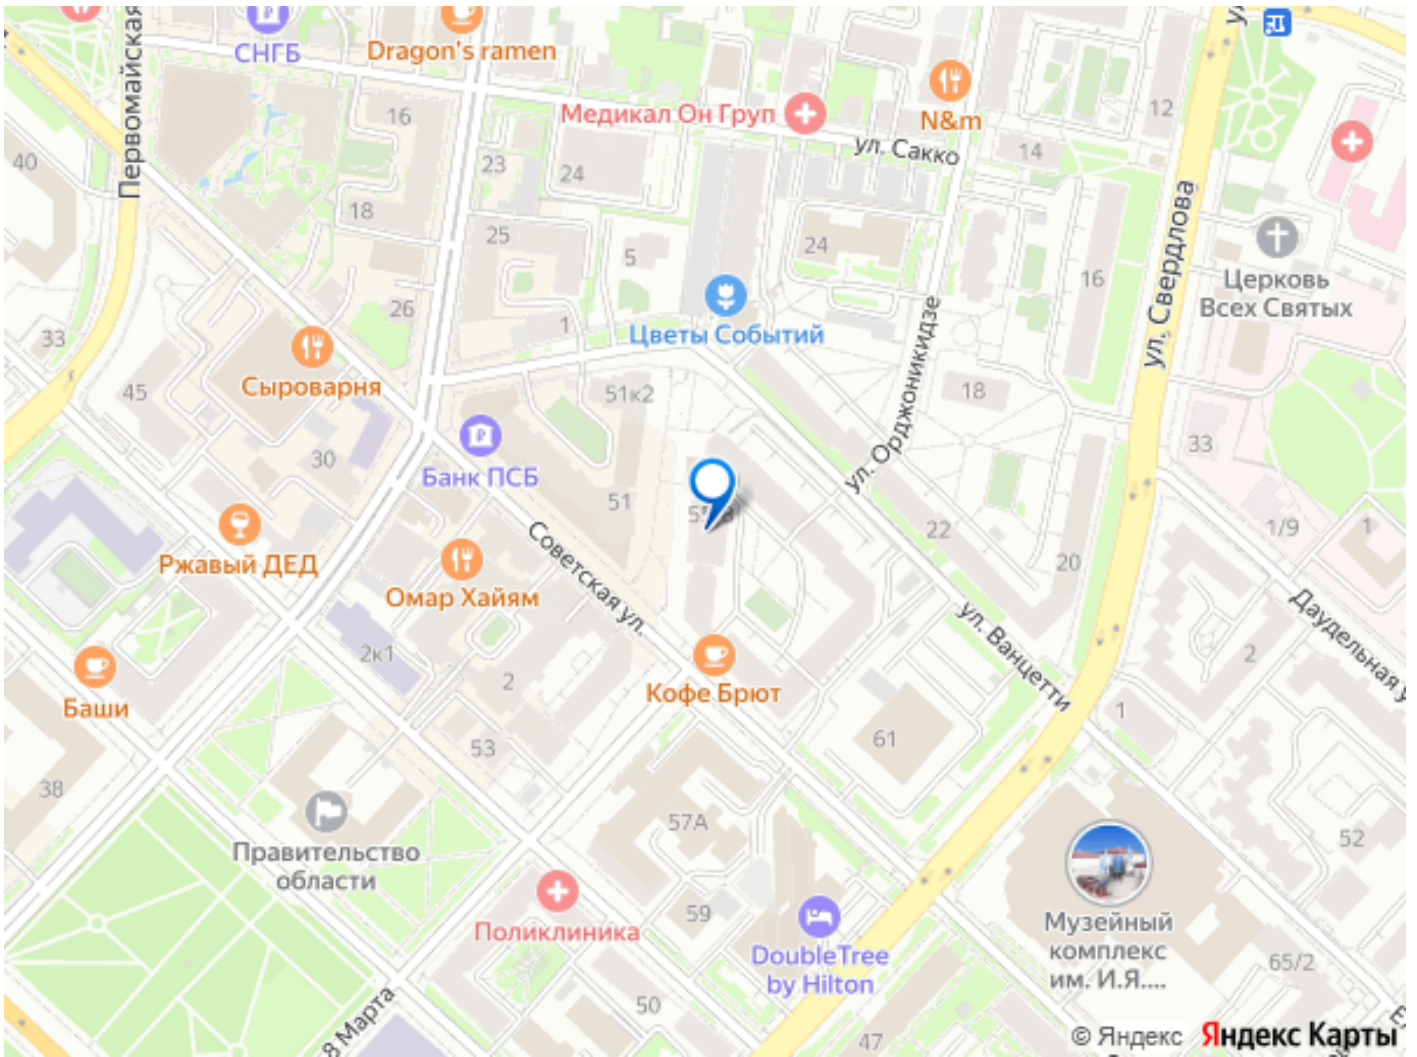 СНГБ
Dragon's ramen
Первомайская
16
Медикал Он Груп
N&m
12
ул. Сакко
14
40
23
24
18
25
5
24
16
ул. Свердлова
Церковь
Всех Святых
26
33
1
Цветы Событий
ул. Орджоникидзе
Сыроварня
45
51к2
18
33
30
Банк ПСБ
51
22
1/9
1
Ржавый ДЕД
Советская ул.
Омар Хайям
20
ул. Ванцетти
Даудельная у
2к1
2
2
Баши
Кофе Брют
1
53
61
38
57А
52
Правительство
области
Поликлиника
59
DoubleTree
by Hilton
Музейный
комплекс
им. И.Я....
65/2
50
8 Марта
47
© Яндекс
Яндекс Карты